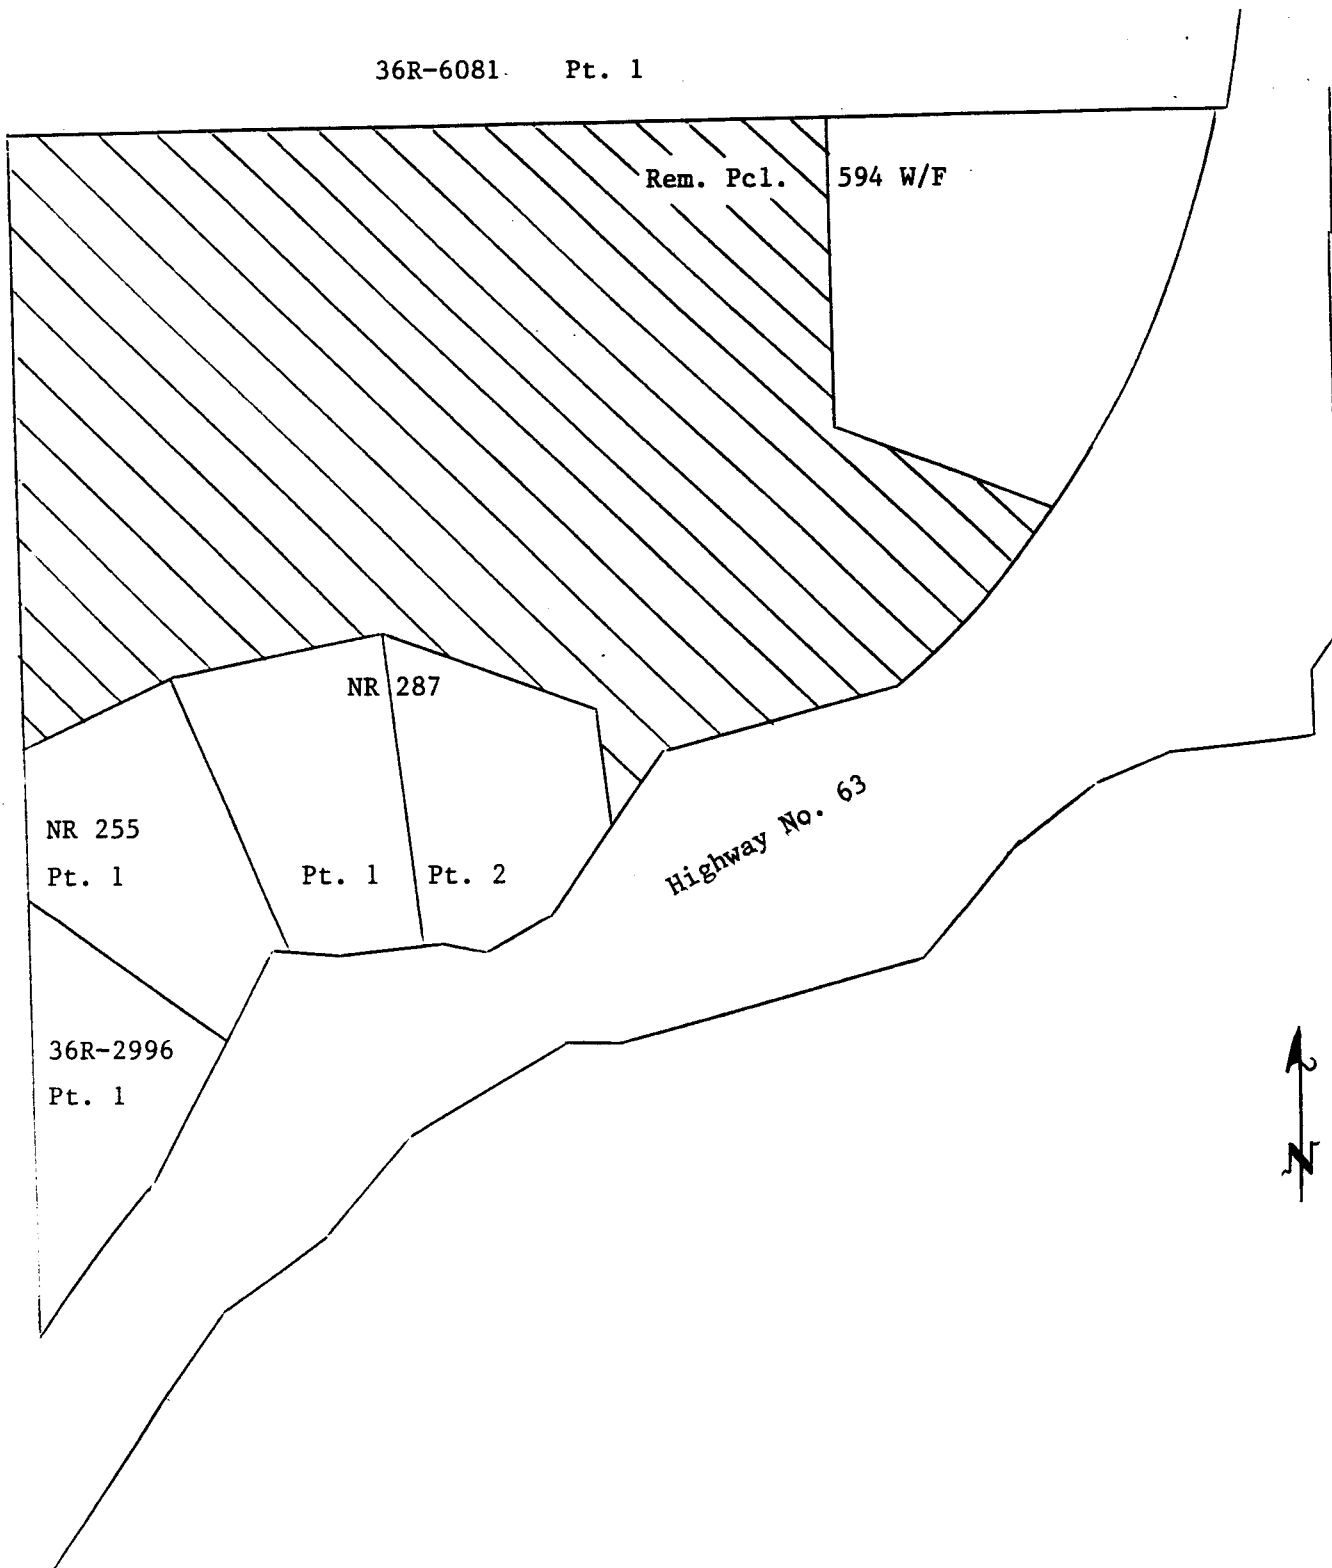 36R-6081 Pt. 1
Rem. Pcl. 594 W/F
NR 287
NR 255
Pt. 1
Pt. 1 Pt. 2
Highway No. 63
36R-2996
Pt. 1
N